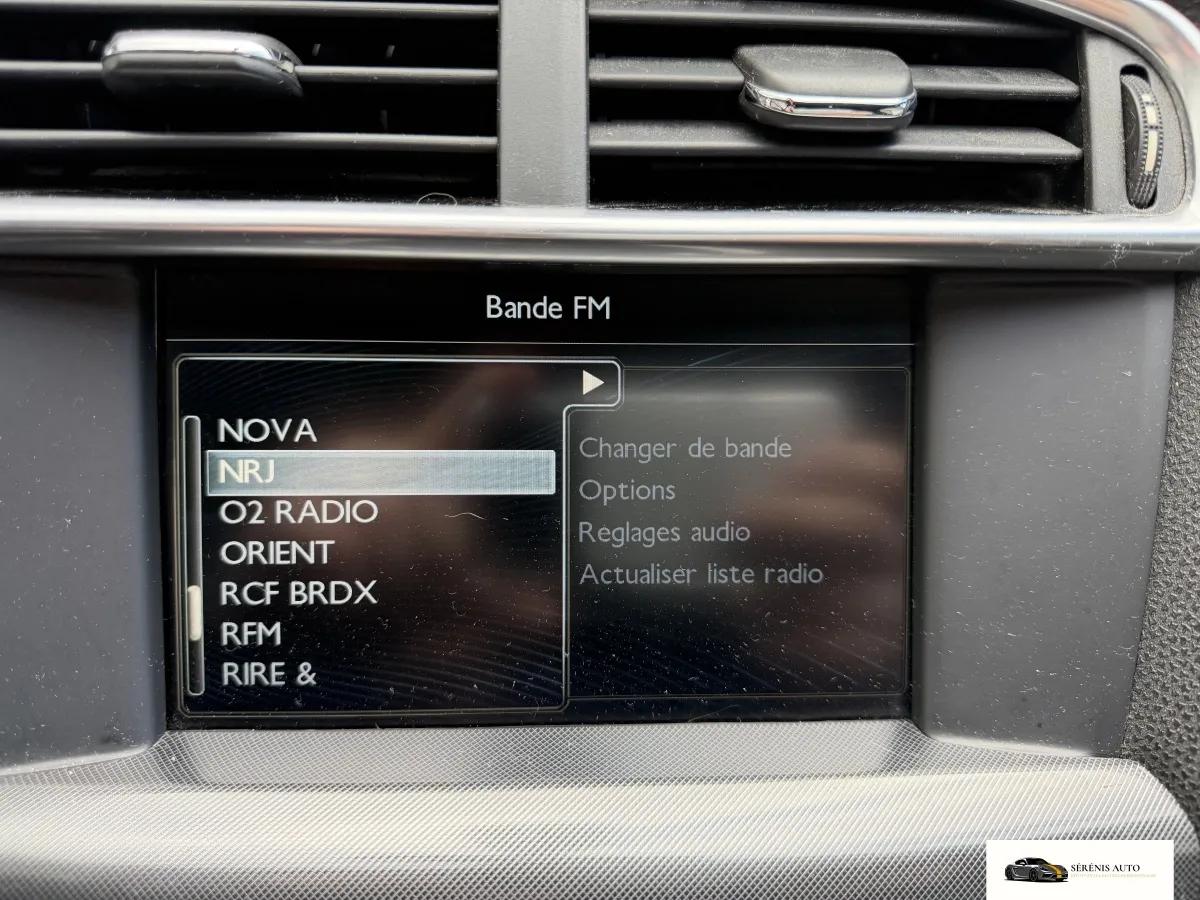 Bande FM
NOVA
NRJ
O2 RADIO
ORIENT
RCF BRDX
RFM
RIRE &
Changer de bande
Options
Reglages audio
Actualiser liste radio
SÉRÉNIS AUTO